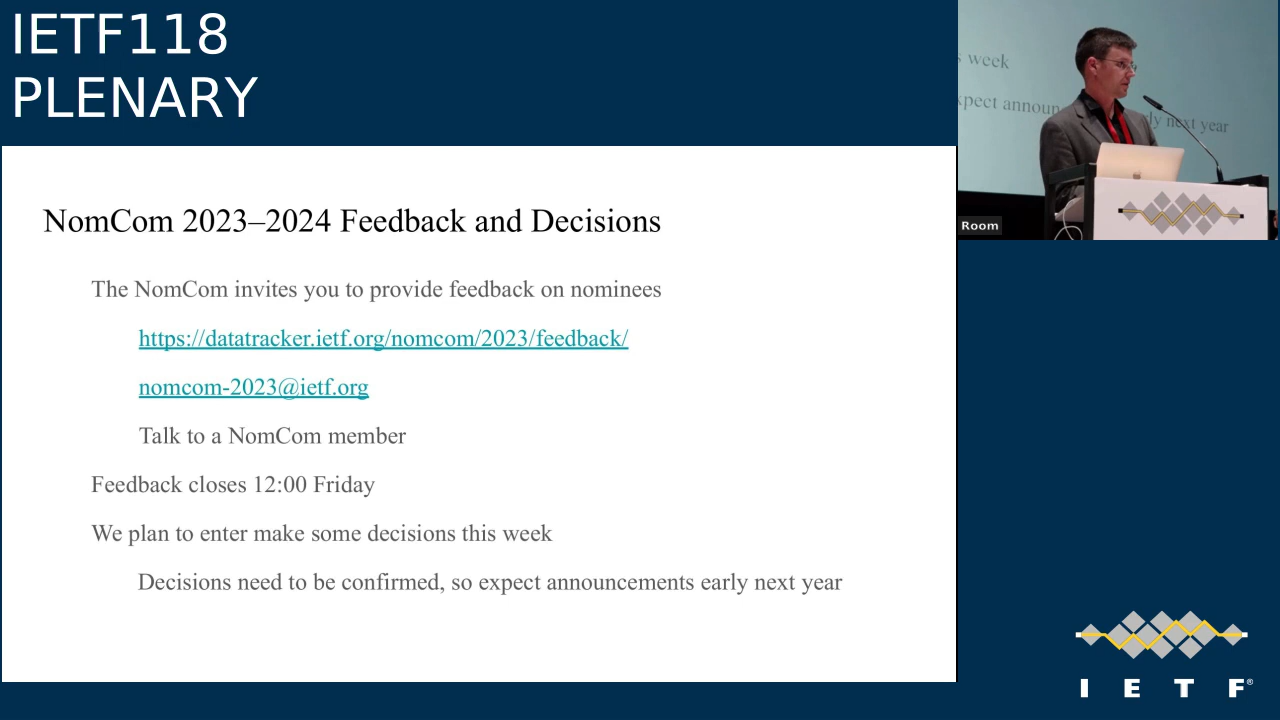 IETF118
PLENARY
s week
xpect announ
ly next year
Room
NomCom 2023–2024 Feedback and Decisions
The NomCom invites you to provide feedback on nominees
https://datatracker.ietf.org/nomcom/2023/feedback/
nomcom-2023@ietf.org
Talk to a NomCom member
Feedback closes 12:00 Friday
We plan to enter make some decisions this week
Decisions need to be confirmed, so expect announcements early next year
I E T F®